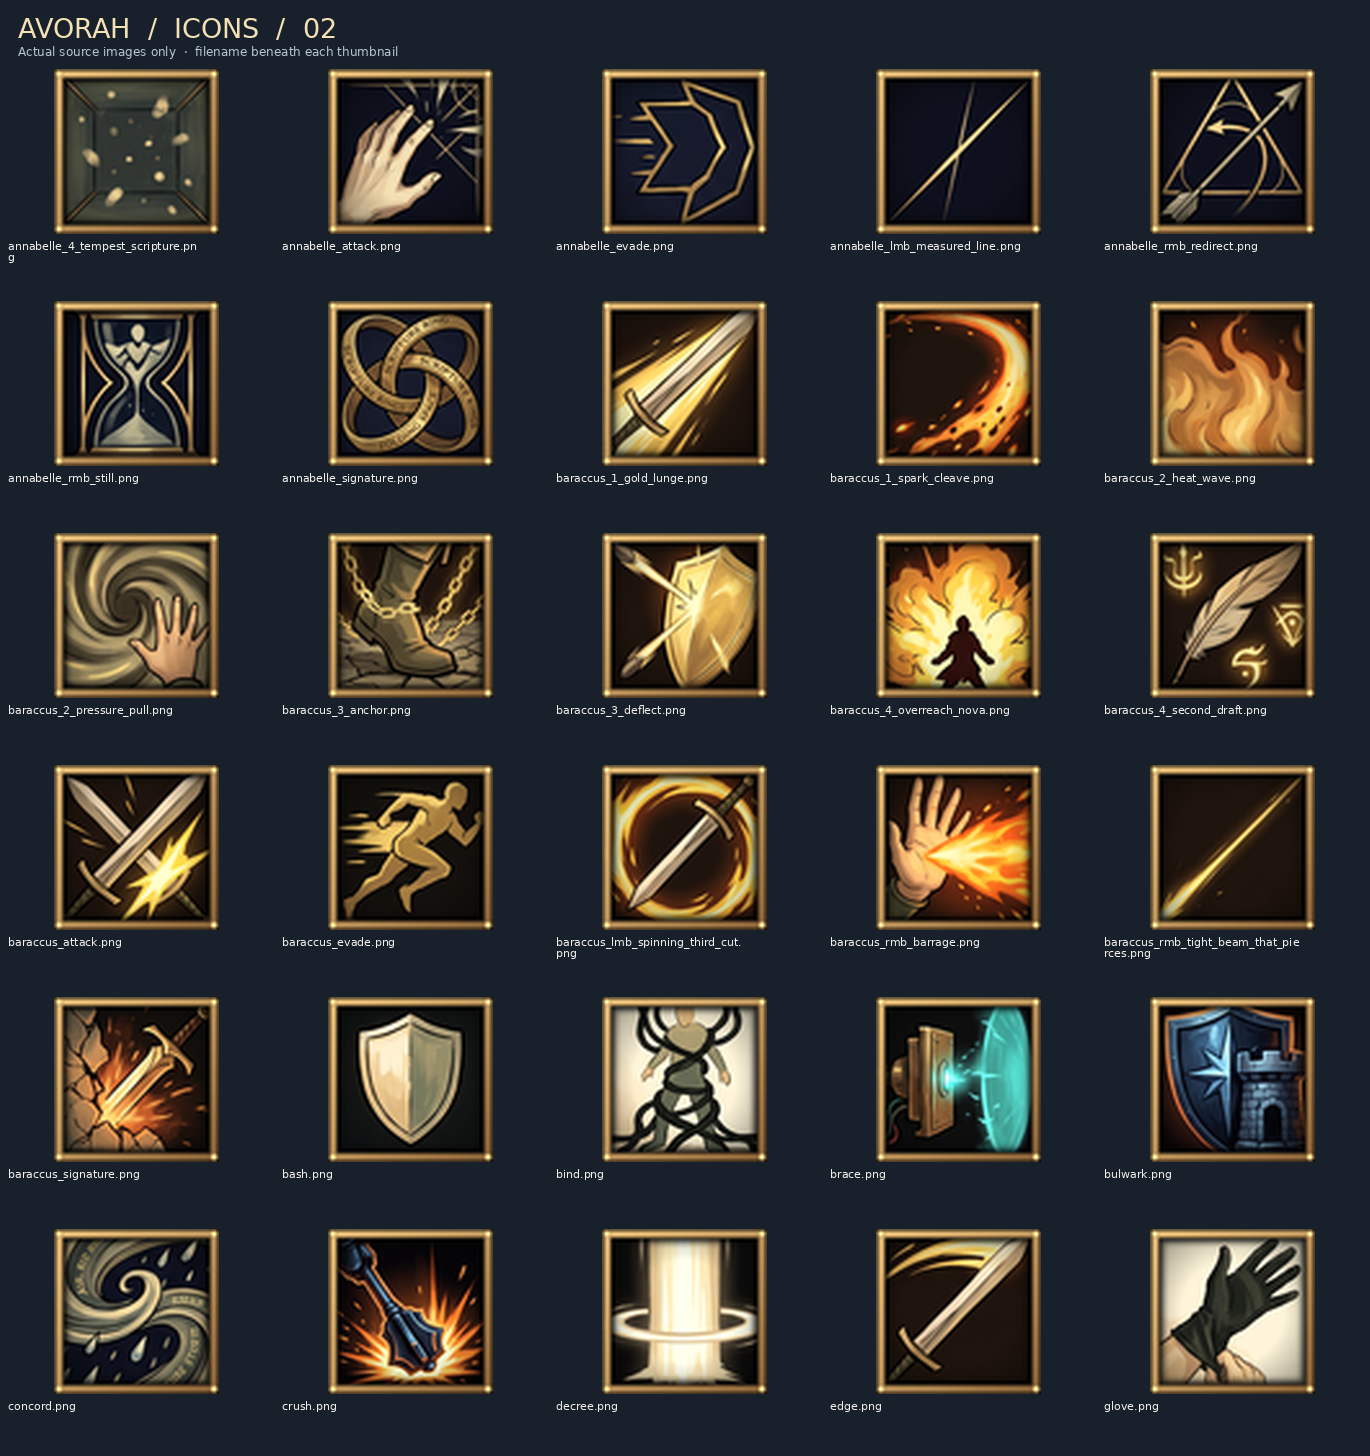 AVORAH / ICONS / 02
Actual source images only · filename beneath each thumbnail
annabelle_4_tempest_scripture.pn
g
annabelle_attack.png
annabelle_evade.png
annabelle_lmb_measured_line.png
annabelle_rmb_redirect.png
annabelle_rmb_still.png
annabelle_signature.png
baraccus_1_gold_lunge.png
baraccus_1_spark_cleave.png
baraccus_2_heat_wave.png
baraccus_2_pressure_pull.png
baraccus_3_anchor.png
baraccus_3_deflect.png
baraccus_4_overreach_nova.png
baraccus_4_second_draft.png
baraccus_attack.png
baraccus_evade.png
baraccus_lmb_spinning_third_cut.
png
baraccus_rmb_barrage.png
baraccus_rmb_tight_beam_that_pie
rces.png
baraccus_signature.png
bash.png
bind.png
brace.png
bulwark.png
concord.png
crush.png
decree.png
edge.png
glove.png